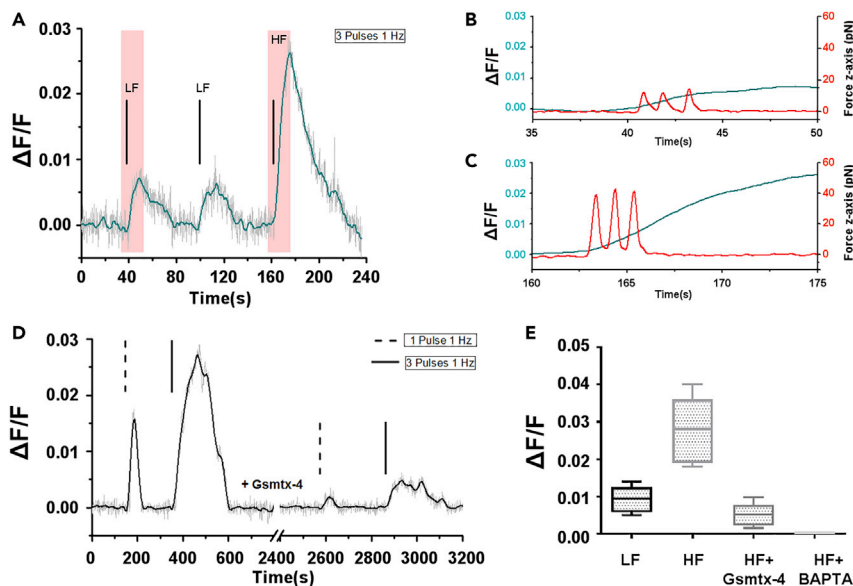 A
0.03
0.02
0.01
0.00
ΔF/F
LF
LF
HF
3 Pulses 1 Hz
0 40 80 120 160 200 240
Time(s)
B
0.03
0.02
0.01
0.00
ΔF/F
60
40
20
0
Force z-axis (pN)
35 40 45 50
Time(s)
C
0.03
0.02
0.01
0.00
ΔF/F
60
40
20
0
Force z-axis (pN)
160 165 170 175
Time(s)
D
0.03
0.02
0.01
0.00
ΔF/F
1 Pulse 1 Hz
3 Pulses 1 Hz
+ Gsmtx-4
0 200 400 600 2600 2800 3000 3200
Time(s)
E
0.05
0.04
0.03
0.02
0.01
0.00
ΔF/F
LF HF HF+ HF+
Gsmtx-4 BAPTA